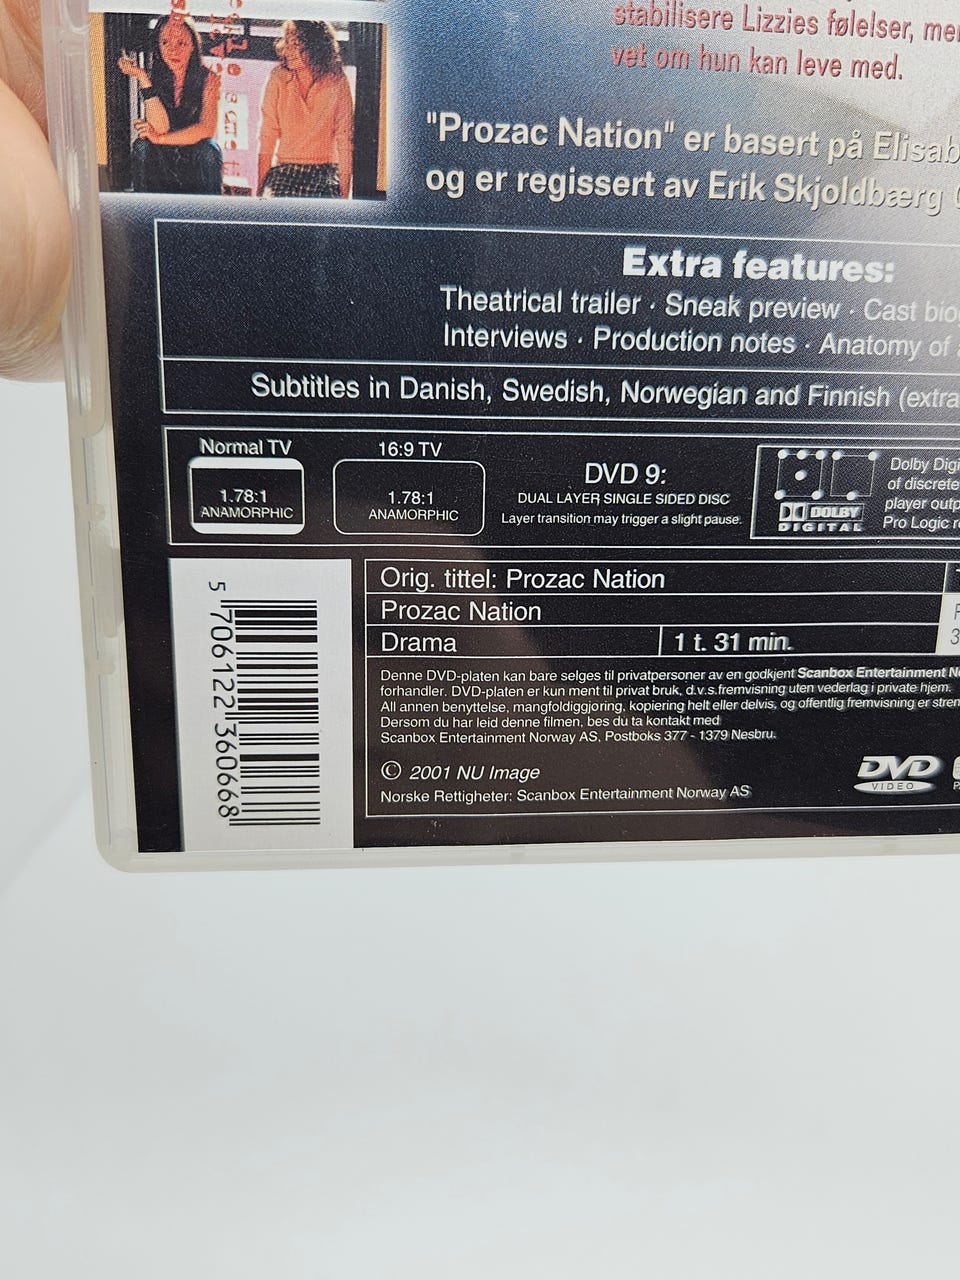 stabilisere Lizzies følelser, me
vet om hun kan leve med.
"Prozac Nation" er basert på Elisab
og er regissert av Erik Skjoldbærg
Extra features:
Theatrical trailer · Sneak preview · Cast bio
Interviews · Production notes · Anatomy of
Subtitles in Danish, Swedish, Norwegian and Finnish (extra
Normal TV
1.78:1
ANAMORPHIC
16:9 TV
1.78:1
ANAMORPHIC
DVD 9:
DUAL LAYER SINGLE SIDED DISC
Layer transition may trigger a slight pause.
DOLBY
DIGITAL
Dolby Digi
of discrete
player outp
Pro Logic r
Orig. tittel: Prozac Nation
Prozac Nation
Drama
1 t. 31 min.
Denne DVD-platen kan bare selges til privatpersoner av en godkjent Scanbox Entertainment N
forhandler. DVD-platen er kun ment til privat bruk, d.v.s.fremvisning uten vederlag i private hjem.
All annen benyttelse, mangfoldiggjoring, kopiering helt eller delvis, og offentlig fremvisning er stren
Dersom du har leid denne filmen, bes du ta kontakt med
Scanbox Entertainment Norway AS, Postboks 377 - 1379 Nesbru.
© 2001 NU Image
Norske Rettigheter: Scanbox Entertainment Norway AS
DVD
VIDEO
5 706122 360668